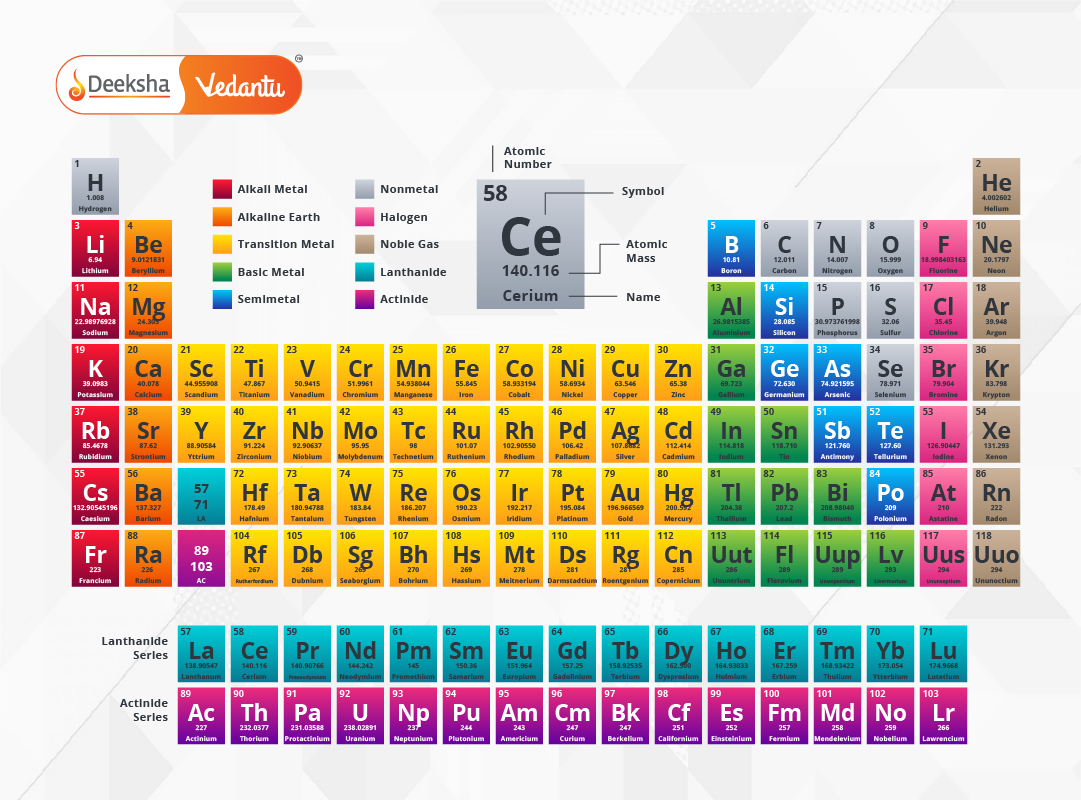 Deeksha Vedantu ™
Atomic
Number
1
H
1.008
Hydrogen
Alkali Metal
Alkaline Earth
Transition Metal
Basic Metal
Semimetal
Nonmetal
Halogen
Noble Gas
Lanthanide
Actinide
58
Ce
140.116
Cerium
Symbol
Atomic
Mass
Name
2
He
4.002602
Helium
3 4 5 6 7 8 9 10
Li Be B C N O F Ne
6.94 9.0121831 10.81 12.011 14.007 15.999 18.998403163 20.1797
Lithium Beryllium Boron Carbon Nitrogen Oxygen Fluorine Neon
11 12 13 14 15 16 17 18
Na Mg Al Si P S Cl Ar
22.98976928 24.305 26.9815385 28.085 30.973761998 32.06 35.45 39.948
Sodium Magnesium Aluminium Silicon Phosphorus Sulfur Chlorine Argon
19 20 21 22 23 24 25 26 27 28 29 30 31 32 33 34 35 36
K Ca Sc Ti V Cr Mn Fe Co Ni Cu Zn Ga Ge As Se Br Kr
39.0983 40.078 44.955908 47.867 50.9415 51.9961 54.938044 55.845 58.933194 58.6934 63.546 65.38 69.723 72.630 74.921595 78.971 79.904 83.798
Potassium Calcium Scandium Titanium Vanadium Chromium Manganese Iron Cobalt Nickel Copper Zinc Germanium Arsenic Selenium Bromine Krypton
37 38 39 40 41 42 43 44 45 46 47 48 49 50 51 52 53 54
Rb Sr Y Zr Nb Mo Tc Ru Rh Pd Ag Cd In Sn Sb Te I Xe
85.4678 87.62 88.90584 91.224 92.90637 95.95 98 101.07 102.90550 106.42 107.8682 112.414 114.818 118.710 121.760 127.60 126.90447 131.293
Rubidium Strontium Yttrium Zirconium Niobium Molybdenum Technetium Ruthenium Rhodium Palladium Silver Cadmium Indium Tin Antimony Tellurium Iodine Xenon
55 56 57 72 73 74 75 76 77 78 79 80 81 82 83 84 85 86
Cs Ba 71 Hf Ta W Re Os Ir Pt Au Hg Tl Pb Bi Po At Rn
132.90545196 137.327 178.49 180.94788 183.84 186.207 190.23 192.217 195.084 196.966569 200.592 204.38 207.2 208.98040 209 210 222
Caesium Barium LA Hafnium Tantalum Tungsten Rhenium Osmium Iridium Platinum Gold Mercury Thallium Lead Bismuth Polonium Astatine Radon
87 88 89 104 105 106 107 108 109 110 111 112 113 114 115 116 117 118
Fr Ra 103 Rf Db Sg Bh Hs Mt Ds Rg Cn Uut Fl Uup Lv Uus Uuo
223 226 267 268 269 270 269 278 281 281 285 286 289 289 293 294 294
Francium Radium AC Rutherfordium Dubnium Seaborgium Bohrium Hassium Meitnerium Darmstadtium Roentgenium Copernicium Ununtrium Flerovium Ununpentium Livermorium Ununseptium Ununoctium
Lanthanide
Series
57 58 59 60 61 62 63 64 65 66 67 68 69 70 71
La Ce Pr Nd Pm Sm Eu Gd Tb Dy Ho Er Tm Yb Lu
138.90547 140.116 140.90766 144.242 145 150.36 151.964 157.25 158.92535 162.500 164.93033 167.259 168.93422 173.054 174.9668
Lanthanum Cerium Praseodymium Neodymium Promethium Samarium Europium Gadolinium Terbium Dysprosium Holmium Erbium Thulium Ytterbium
Actinide
Series
89 90 91 92 93 94 95 96 97 98 99 100 101 102 103
Ac Th Pa U Np Pu Am Cm Bk Cf Es Fm Md No Lr
227 232.0377 231.03588 238.02891 237 244 243 247 247 251 252 257 258 259 266
Actinium Thorium Protactinium Uranium Neptunium Plutonium Americium Curium Berkelium Californium Einsteinium Fermium Mendelevium Nobelium Lawrencium